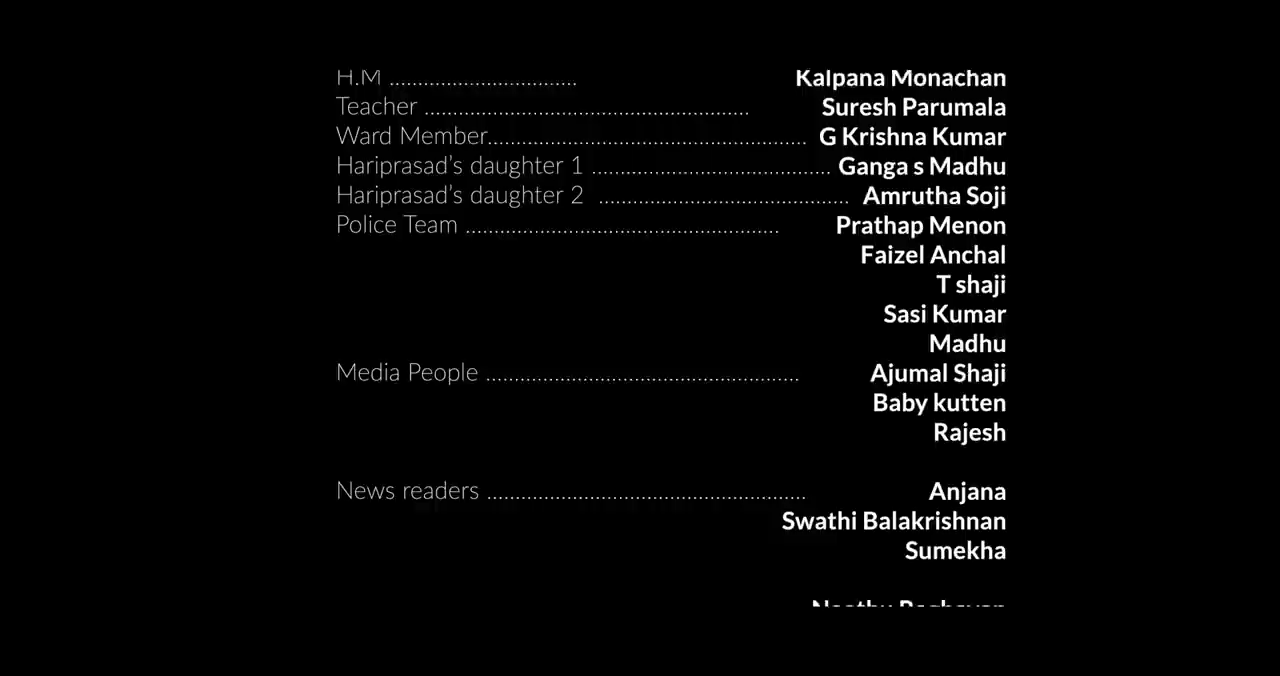 H.M ................................ Kalpana Monachan
Teacher ........................................................ Suresh Parumala
Ward Member....................................................... G Krishna Kumar
Hariprasad's daughter 1 ......................................... Ganga s Madhu
Hariprasad's daughter 2 ........................................... Amrutha Soji
Police Team ...................................................... Prathap Menon
Faizel Anchal
T shaji
Sasi Kumar
Madhu
Media People ...................................................... Ajumal Shaji
Baby kutten
Rajesh
News readers ....................................................... Anjana
Swathi Balakrishnan
Sumekha